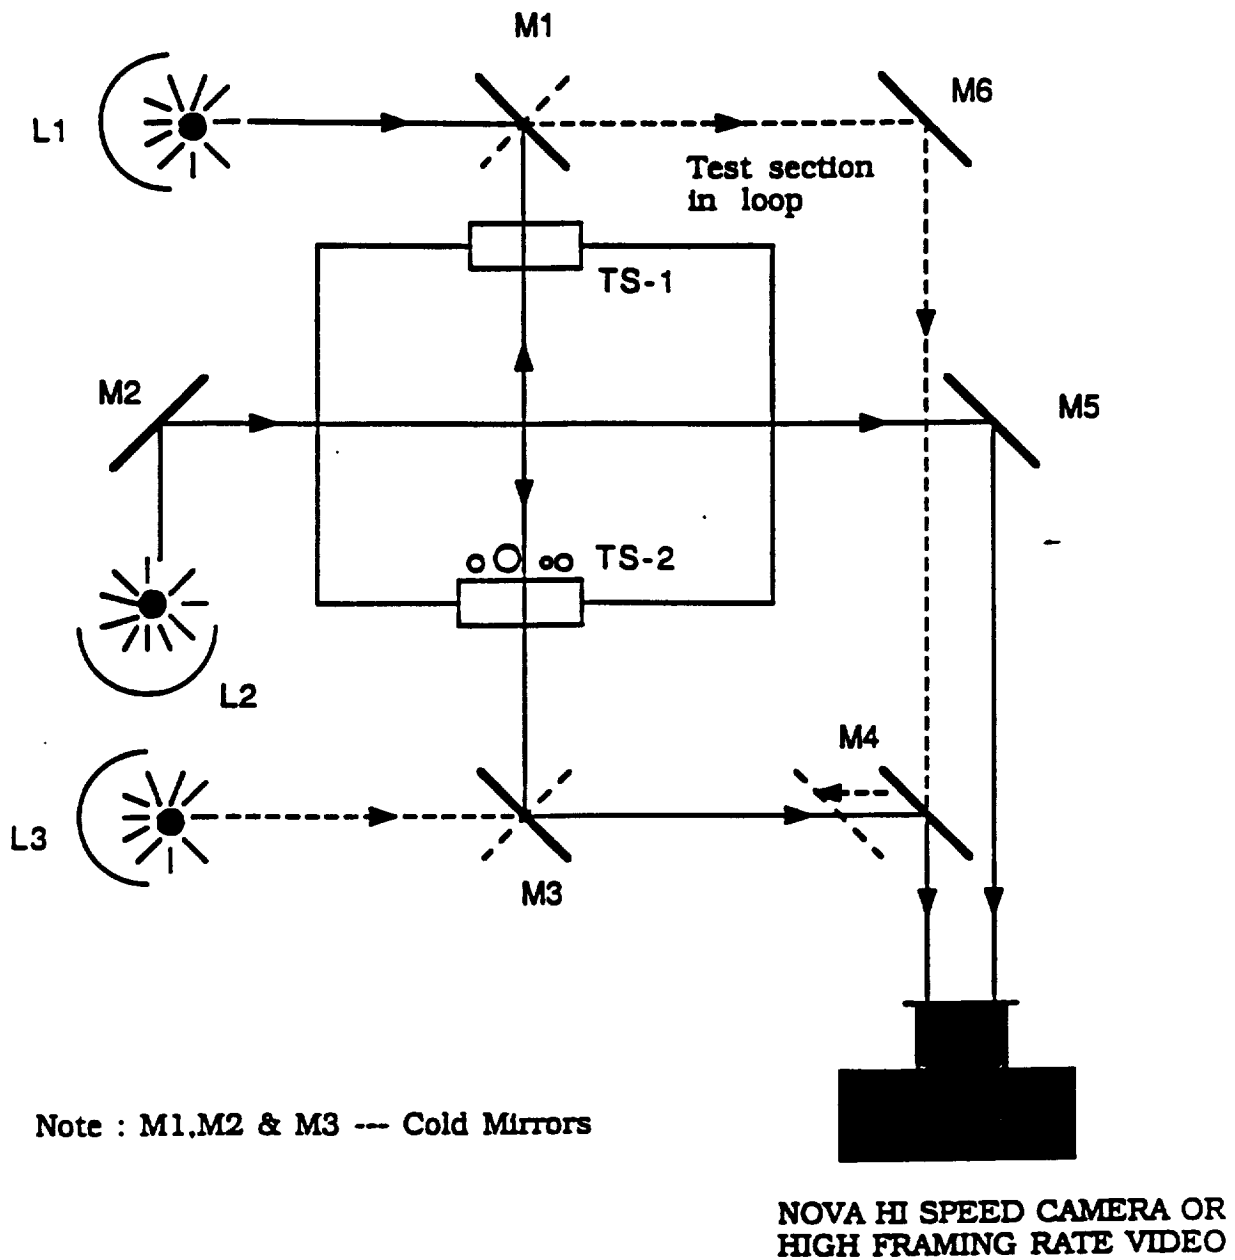 M1
M6
L1
Test section
in loop
TS-1
M2
M5
TS-2
L2
M4
L3
M3
Note : M1,M2 & M3 --- Cold Mirrors
NOVA HI SPEED CAMERA OR
HIGH FRAMING RATE VIDEO